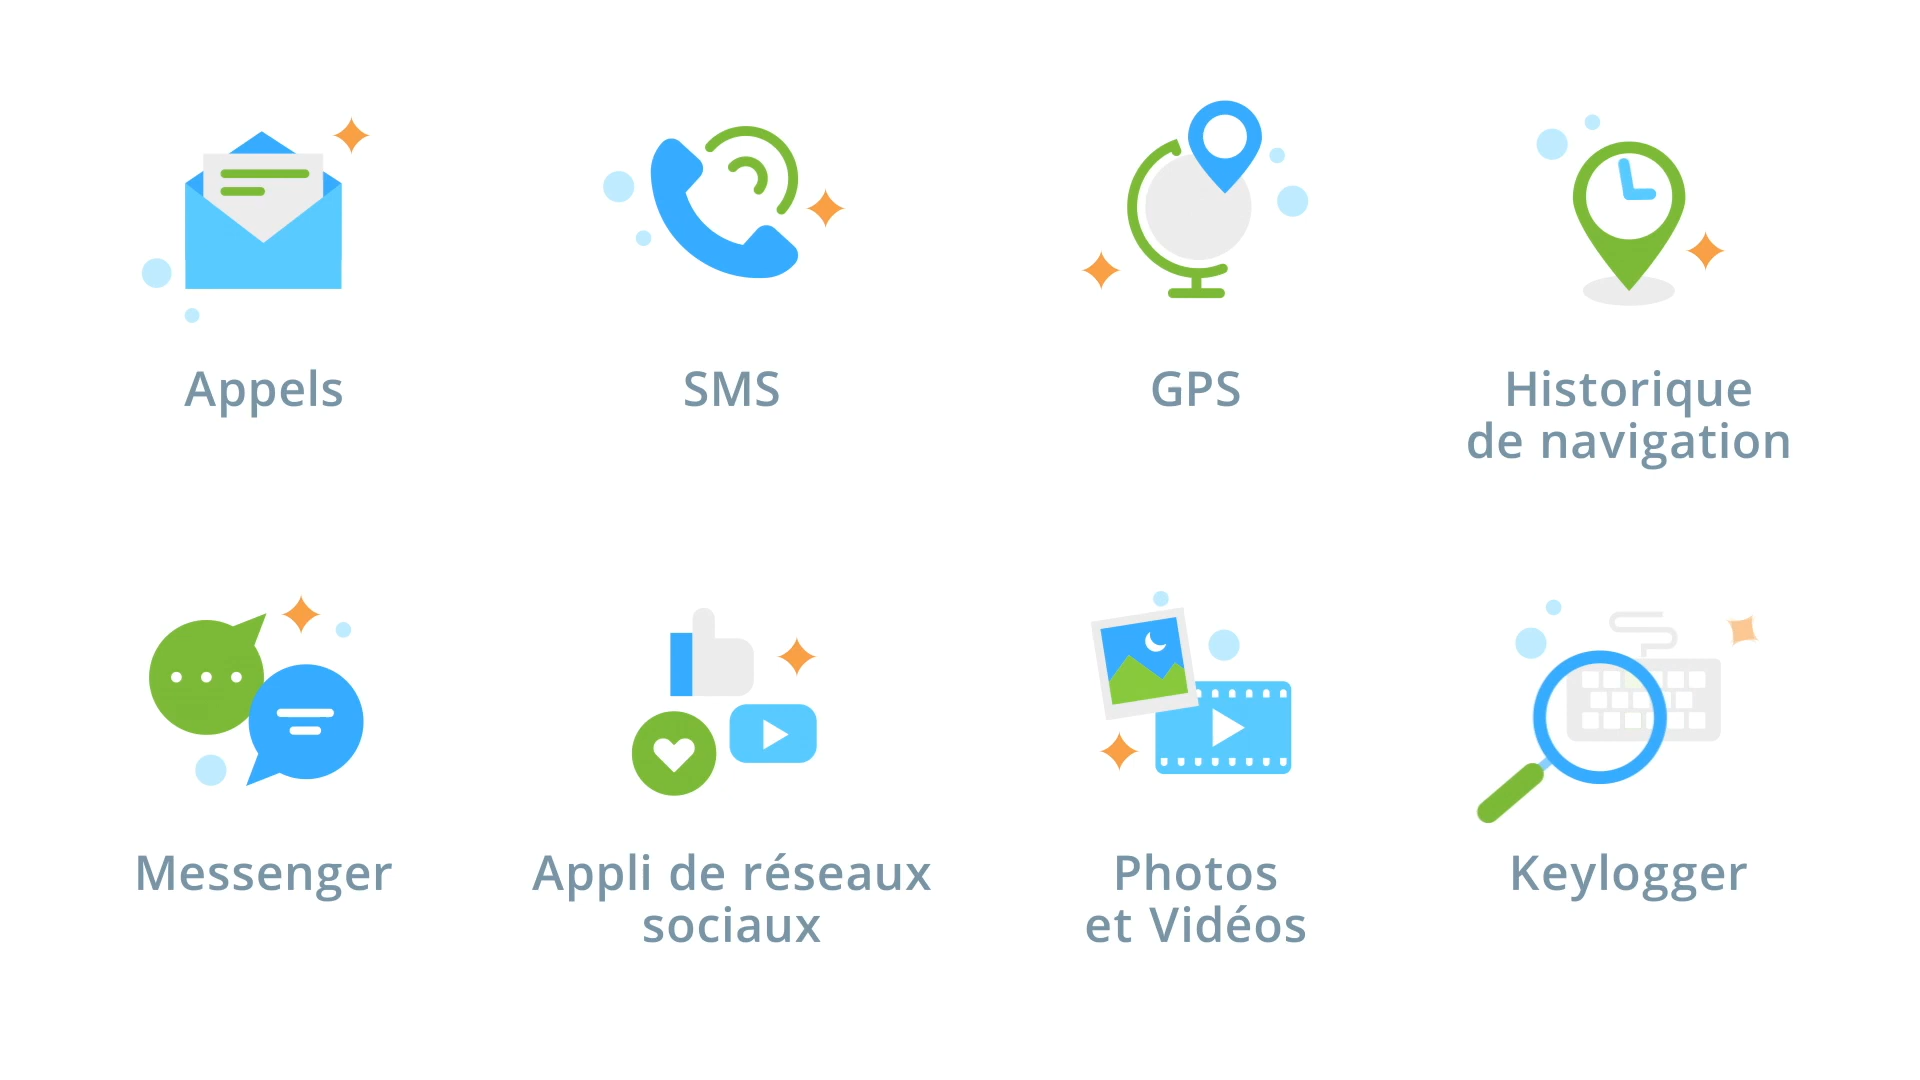 Appels
SMS
GPS
Historique
de navigation
Messenger
Appli de réseaux
sociaux
Photos
et Vidéos
Keylogger